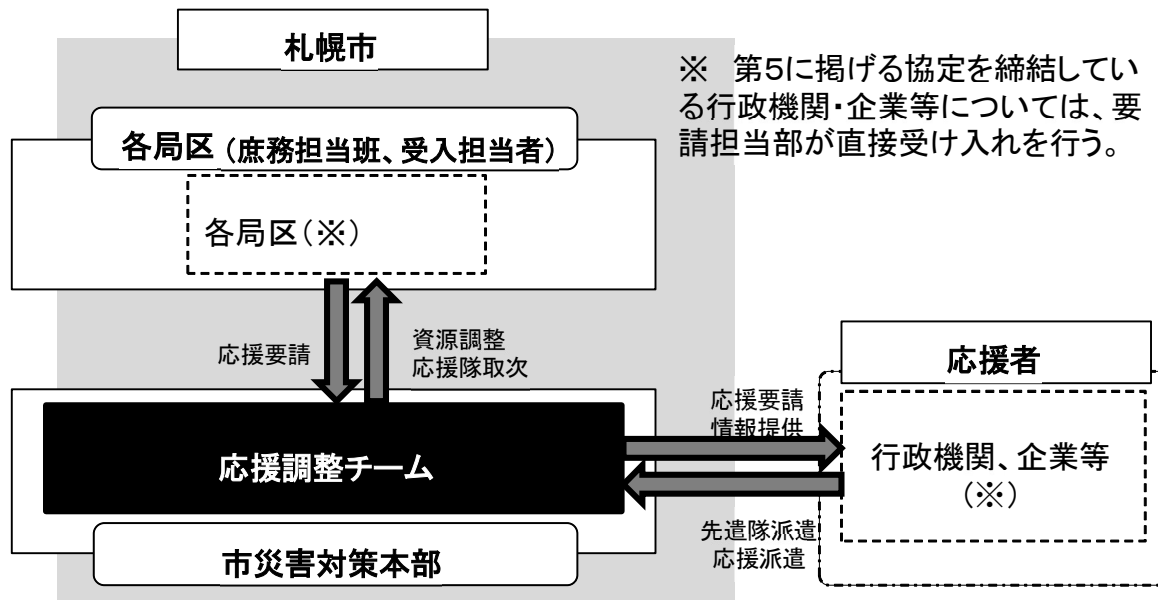 札幌市
※　第5に掲げる協定を締結してい
る行政機関・企業等については、要
請担当部が直接受け入れを行う。
各局区（庶務担当班、受入担当者）
各局区（※）
応援要請
資源調整
応援隊取次
応援者
応援調整チーム
応援要請
情報提供
行政機関、企業等
（※）
先遣隊派遣
応援派遣
市災害対策本部